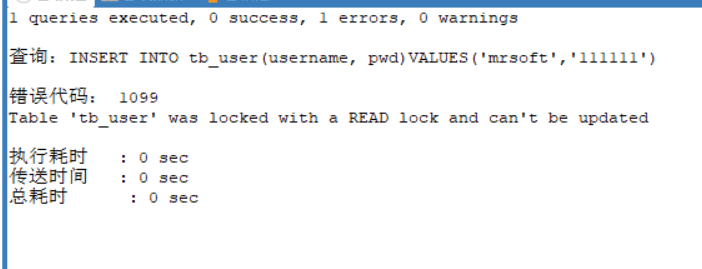 1 queries executed, 0 success, 1 errors, 0 warnings
查询：INSERT INTO tb_user(username, pwd)VALUES('mrsoft','111111')
错误代码： 1099
Table 'tb_user' was locked with a READ lock and can't be updated
执行耗时 : 0 sec
传送时间 : 0 sec
总耗时 : 0 sec